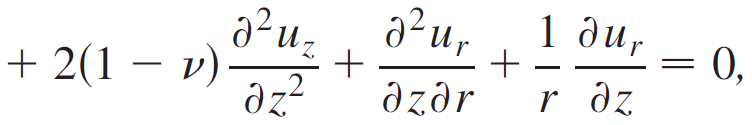 + 2(1 − ν) ∂²u_z/∂z² + ∂²u_r/∂z∂r + 1/r ∂u_r/∂z = 0,